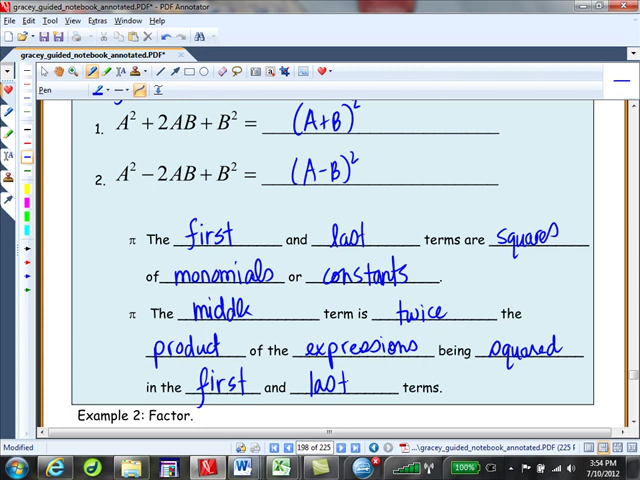 gracey_guided_notebook_annotated.PDF* - PDF Annotator
File Edit Tool View Extras Window Help
gracey_guided_notebook_annotated.PDF*
Pen
1. A² + 2AB + B² = (A+B)²
2. A² − 2AB + B² = (A-B)²
π The first and last terms are squares
of monomials or constants.
π The middle term is twice the
product of the expressions being squared
in the first and last terms.
Example 2: Factor.
Modified
198 of 225
...\gracey_guided_notebook_annotated.PDF (225 F
100%
3:54 PM
7/10/2012